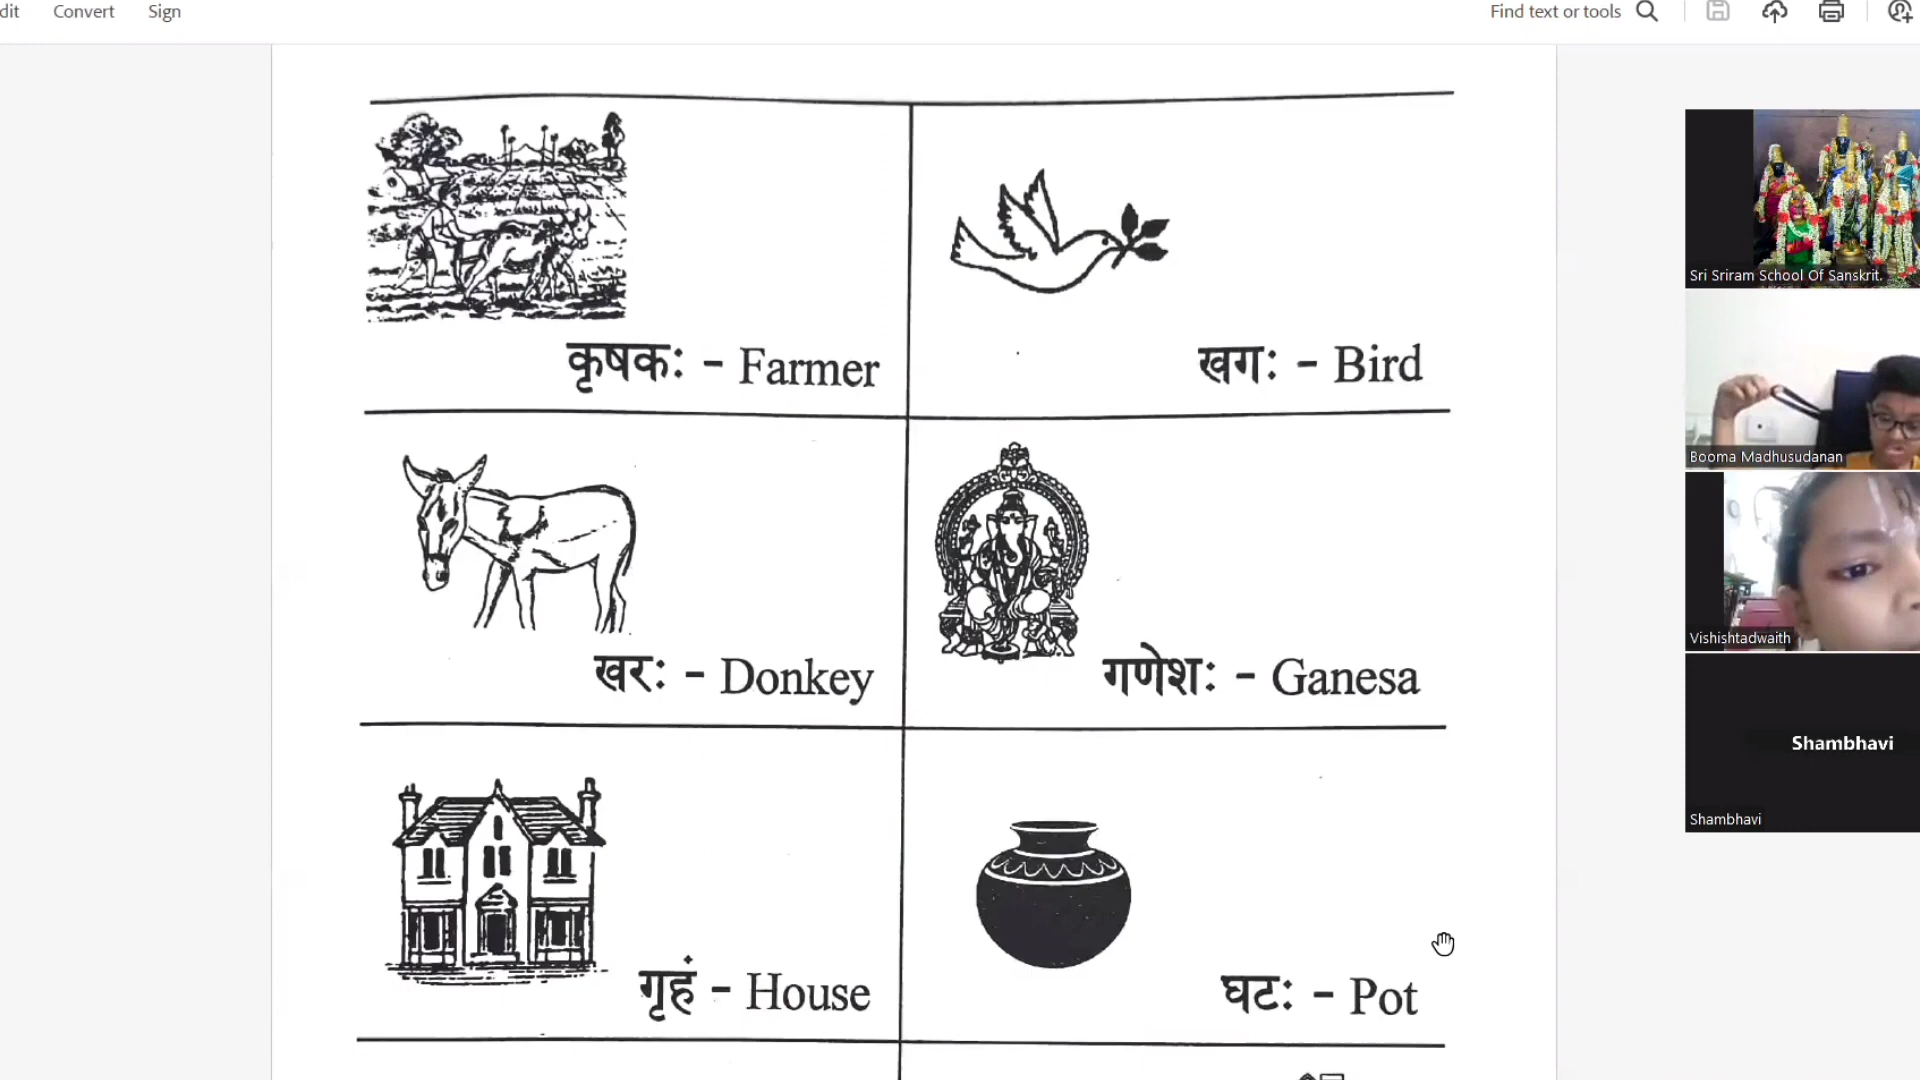 Convert Sign Find text or tools
कृषकः - Farmer
खगः - Bird
खरः - Donkey
गणेशः - Ganesa
गृहं - House
घटः - Pot
Sri Sriram School Of Sanskrit.
Booma Madhusudanan
Vishishtadwaith
Shambhavi
Shambhavi